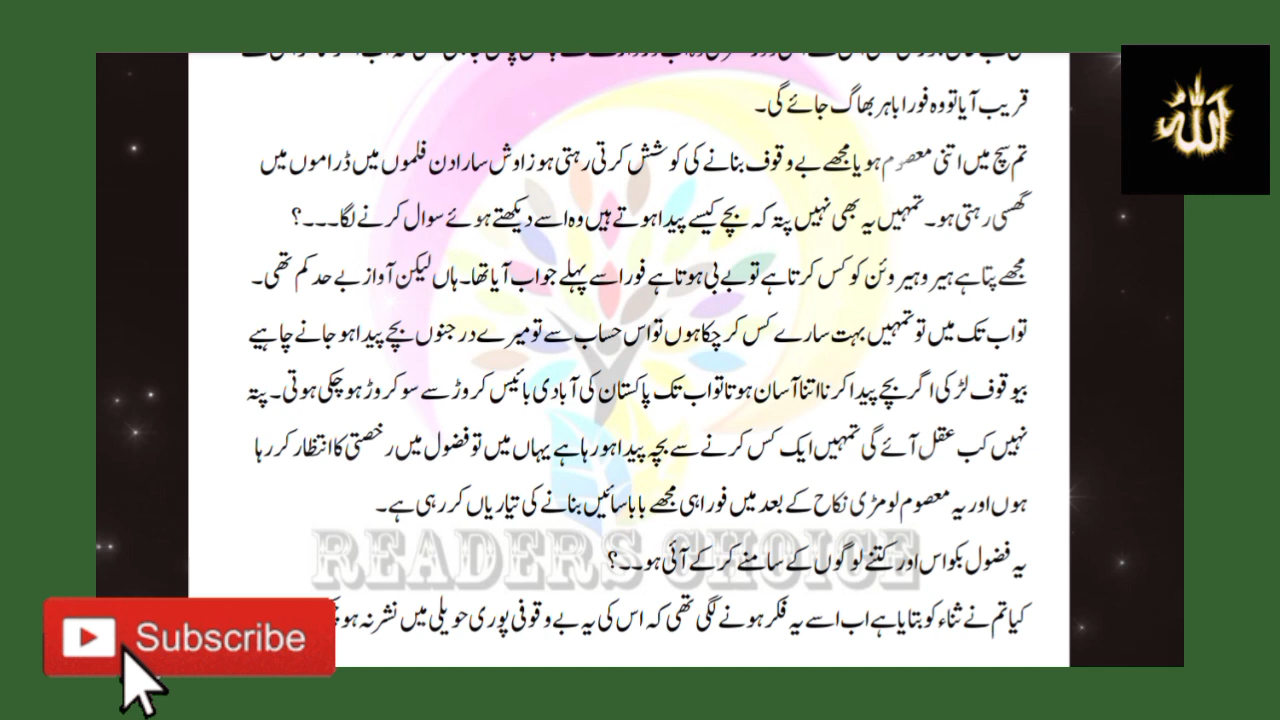 قریب آیا تو وہ فورا باہر بھاگ جائے گی۔
تم سچ میں اتنی معصوم ہو یا مجھے بے وقوف بنانے کی کوشش کرتی رہتی ہو زاوش سارا دن فلموں میں ڈراموں میں
گھسی رہتی ہو۔ تمہیں یہ بھی نہیں پتہ کہ بچے کیسے پیدا ہوتے ہیں وہ اسے دیکھتے ہوئے سوال کرنے لگا۔۔۔؟
مجھے پتا ہے ہیرو ہیروئن کو کس کرتا ہے تو بے بی ہوتا ہے فورا سے پہلے جواب آیا تھا۔ ہاں لیکن آواز بے حد کم تھی۔
تو اب تک میں تو تمہیں بہت سارے کس کر چکا ہوں تو اس حساب سے تو میرے درجنوں بچے پیدا ہو جانے چاہیے
بیوقوف لڑکی اگر بچے پیدا کرنا اتنا آسان ہوتا تو اب تک پاکستان کی آبادی بائیس کروڑ سے سو کروڑ ہو چکی ہوتی۔ پتہ
نہیں کب عقل آئے گی تمہیں ایک کس کرنے سے بچہ پیدا ہو رہا ہے یہاں میں تو فضول میں رخصتی کا انتظار کر رہا
ہوں اور یہ معصوم لومڑی نکاح کے بعد میں فورا ہی مجھے بابا سائیں بنانے کی تیاریاں کر رہی ہے۔
یہ فضول بکواس اور کتنے لوگوں کے سامنے کر کے آئی ہو۔۔؟
کیا تم نے ثناء کو بتایا ہے اب اسے یہ فکر ہونے لگی تھی کہ اس کی یہ بے وقوفی پوری حویلی میں نشر نہ ہو
READERS CHOICE
الله
Subscribe